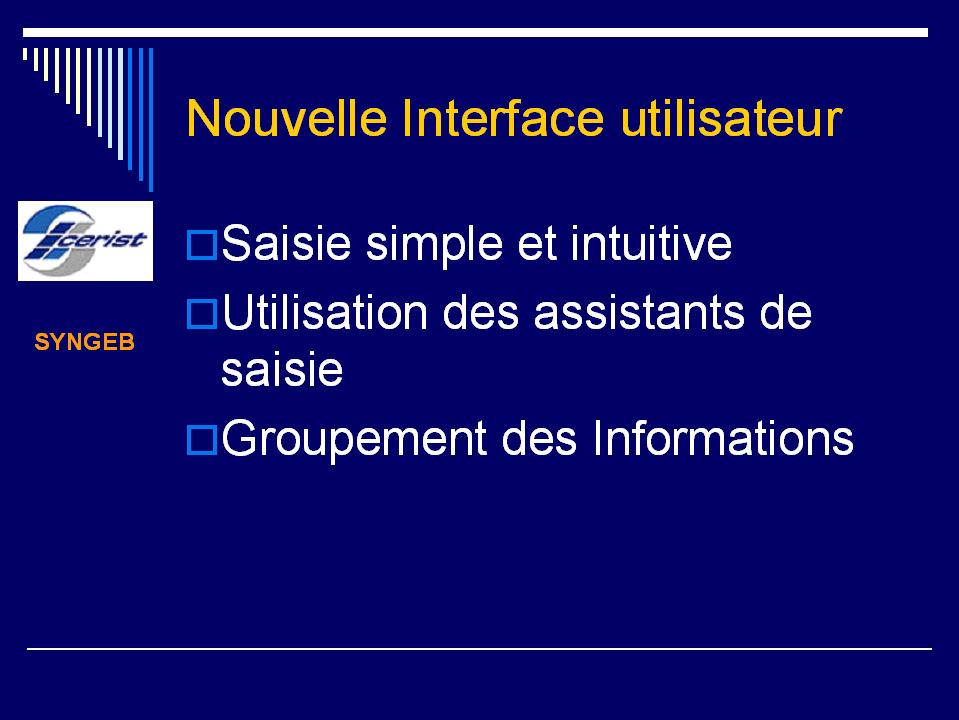 Nouvelle Interface utilisateur
cerist
SYNGEB
Saisie simple et intuitive
Utilisation des assistants de
saisie
Groupement des Informations